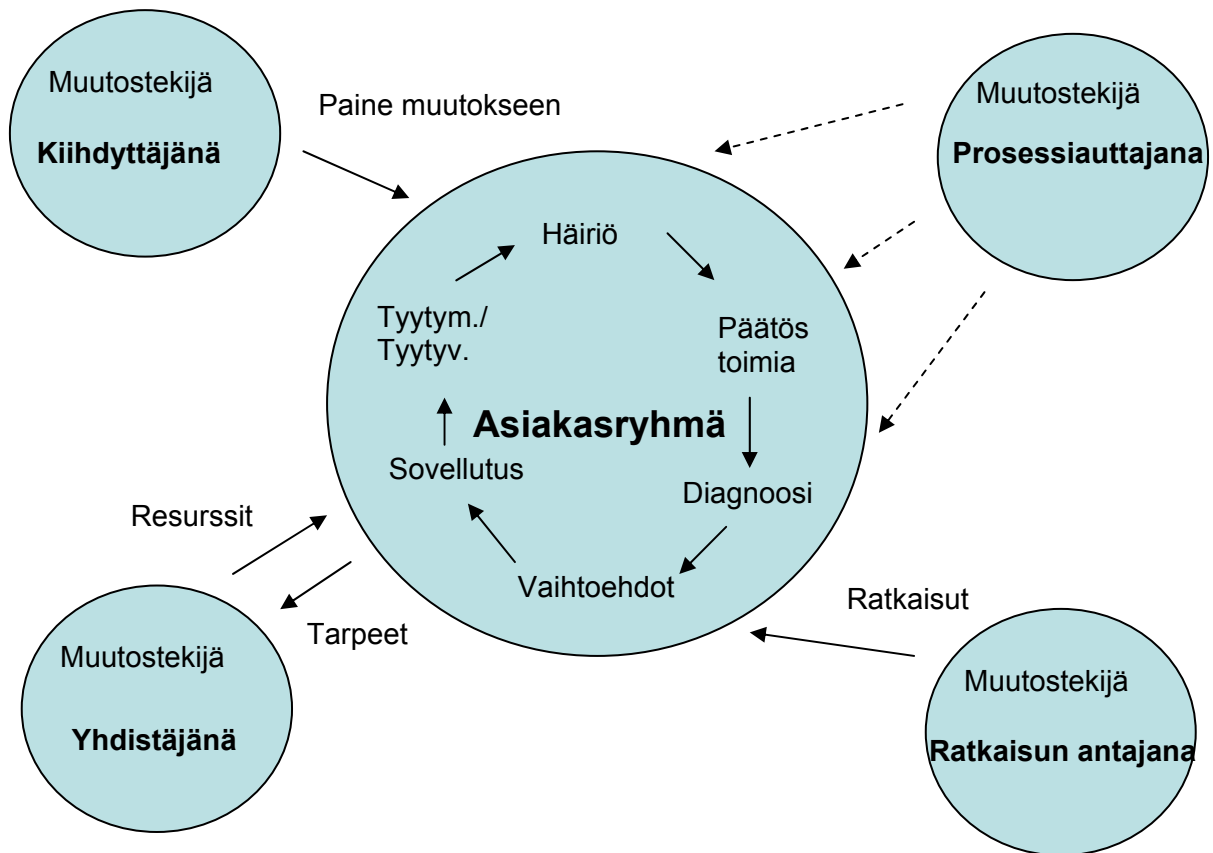 Muutostekijä
Kiihdyttäjänä
Paine muutokseen
Muutostekijä
Prosessiauttajana
Häiriö
Tyytym./
Tyytyv.
Päätös
toimia
Asiakasryhmä
Sovellutus
Diagnoosi
Vaihtoehdot
Resurssit
Tarpeet
Muutostekijä
Yhdistäjänä
Ratkaisut
Muutostekijä
Ratkaisun antajana